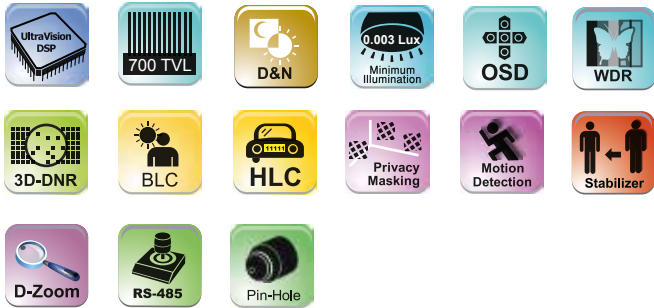 UltraVision
DSP
700 TVL
D&N
0.003 Lux
Minimum
Illumination
OSD
WDR
3D-DNR
BLC
11111
HLC
Privacy
Masking
Motion
Detection
Stabilizer
D-Zoom
RS-485
Pin-Hole